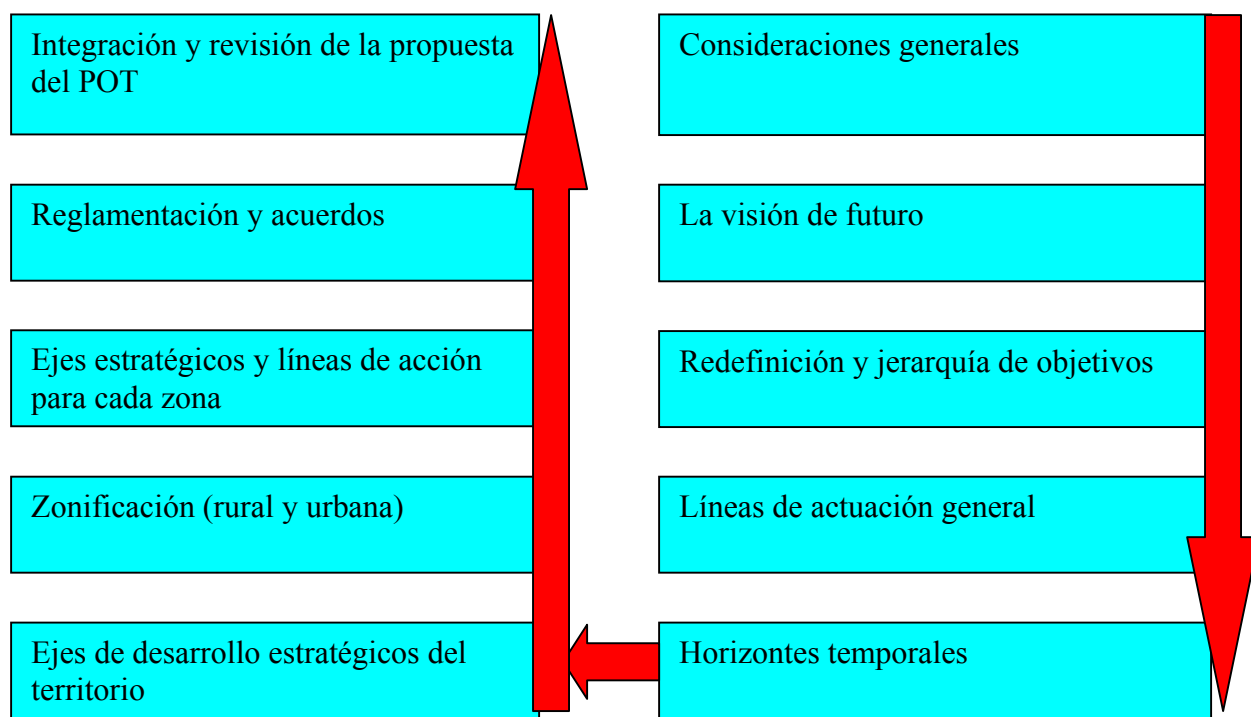 Integración y revisión de la propuesta
del POT
Reglamentación y acuerdos
Ejes estratégicos y líneas de acción
para cada zona
Zonificación (rural y urbana)
Ejes de desarrollo estratégicos del
territorio
Consideraciones generales
La visión de futuro
Redefinición y jerarquía de objetivos
Líneas de actuación general
Horizontes temporales